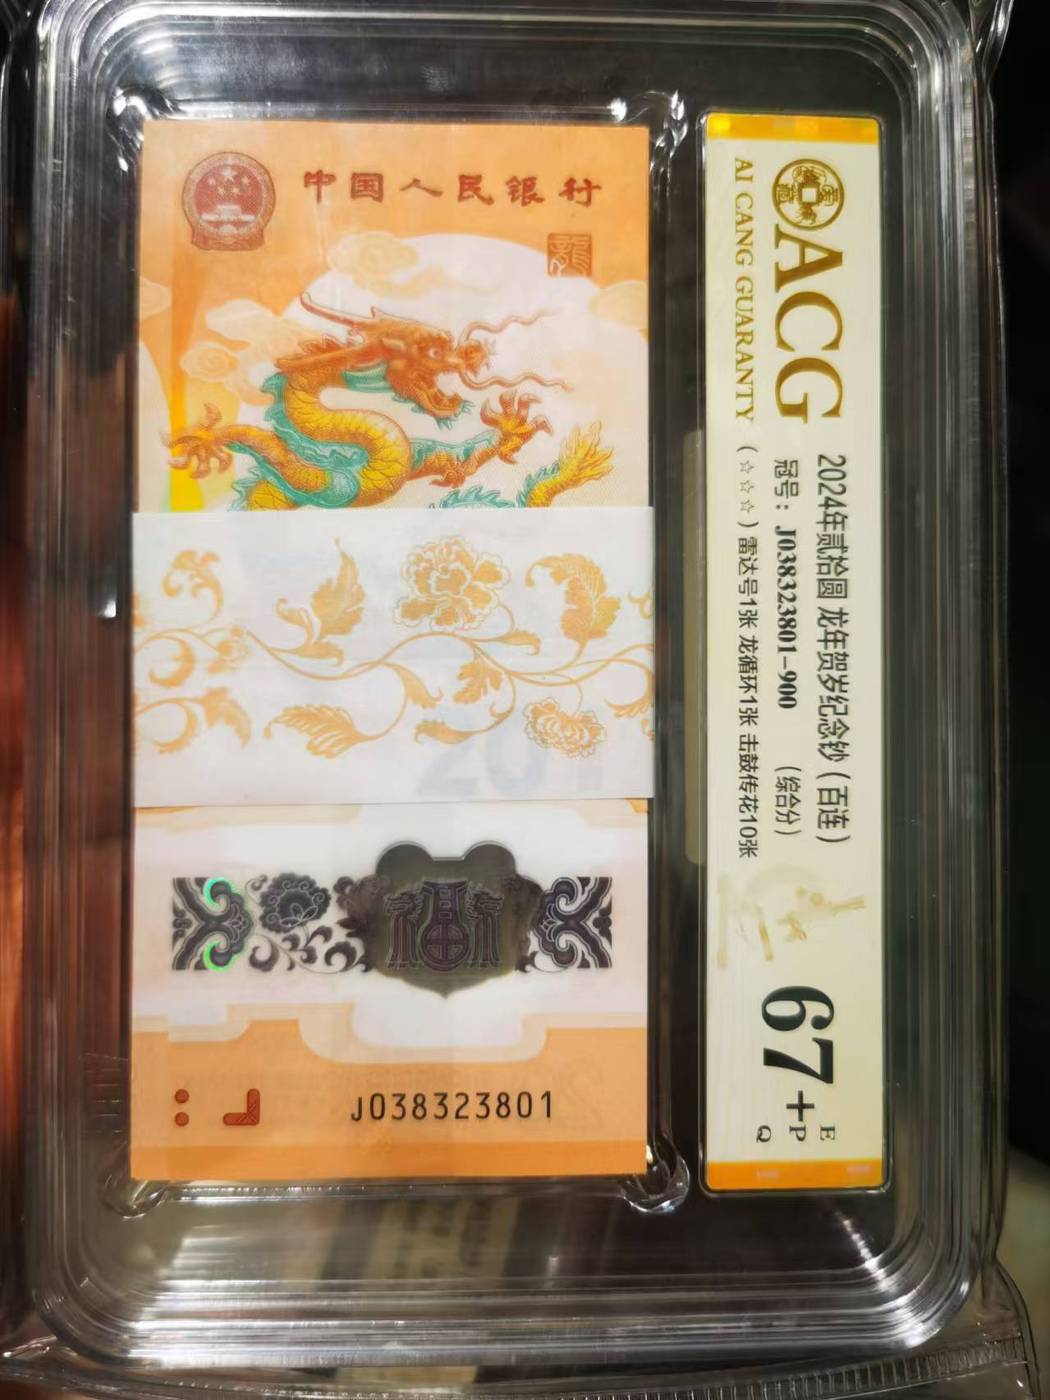 中国人民银行
龍
J038323801
ACG
AI CANG GUARANTY
2024年贰拾圆 龙年贺岁纪念钞（百连）
冠号：J038323801-900 （综合分）
（☆☆☆）雷达号1张 龙循环1张 击鼓传花10张
67+
E
P
Q